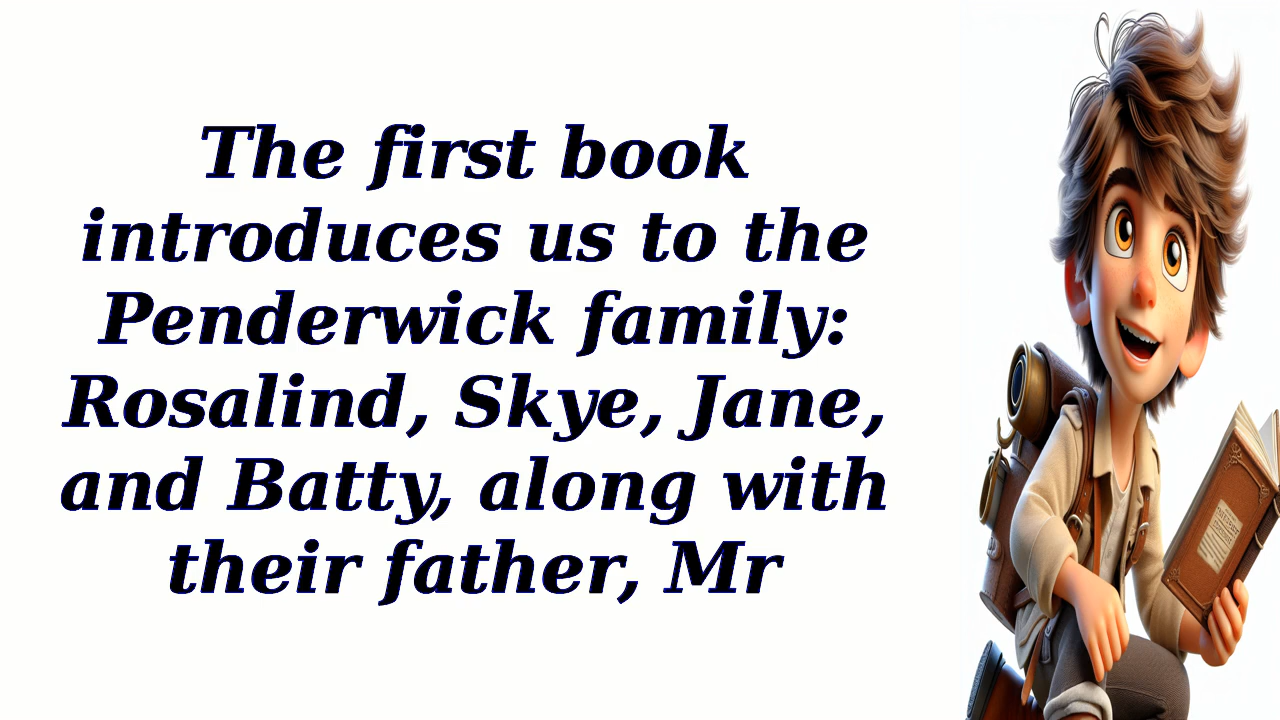 The first book
introduces us to the
Penderwick family:
Rosalind, Skye, Jane,
and Batty, along with
their father, Mr